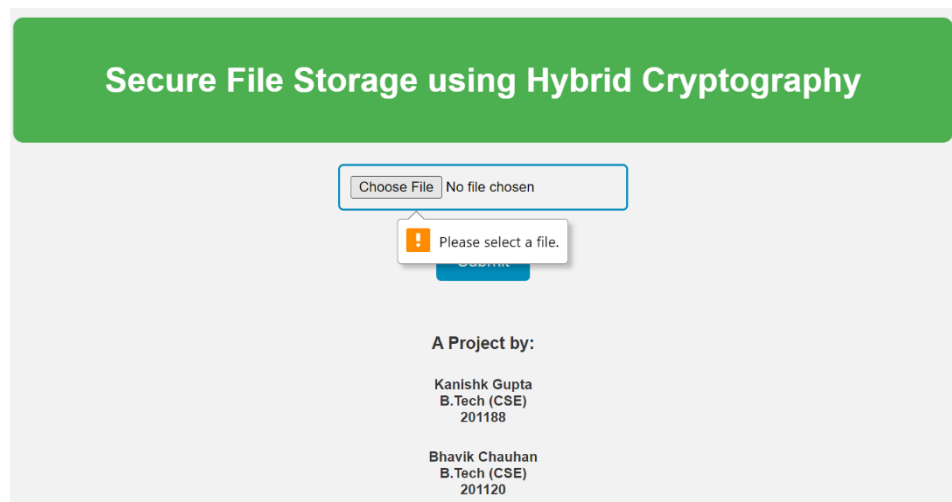 Secure File Storage using Hybrid Cryptography
Choose File No file chosen
Please select a file.
Submit
A Project by:
Kanishk Gupta
B.Tech (CSE)
201188
Bhavik Chauhan
B.Tech (CSE)
201120